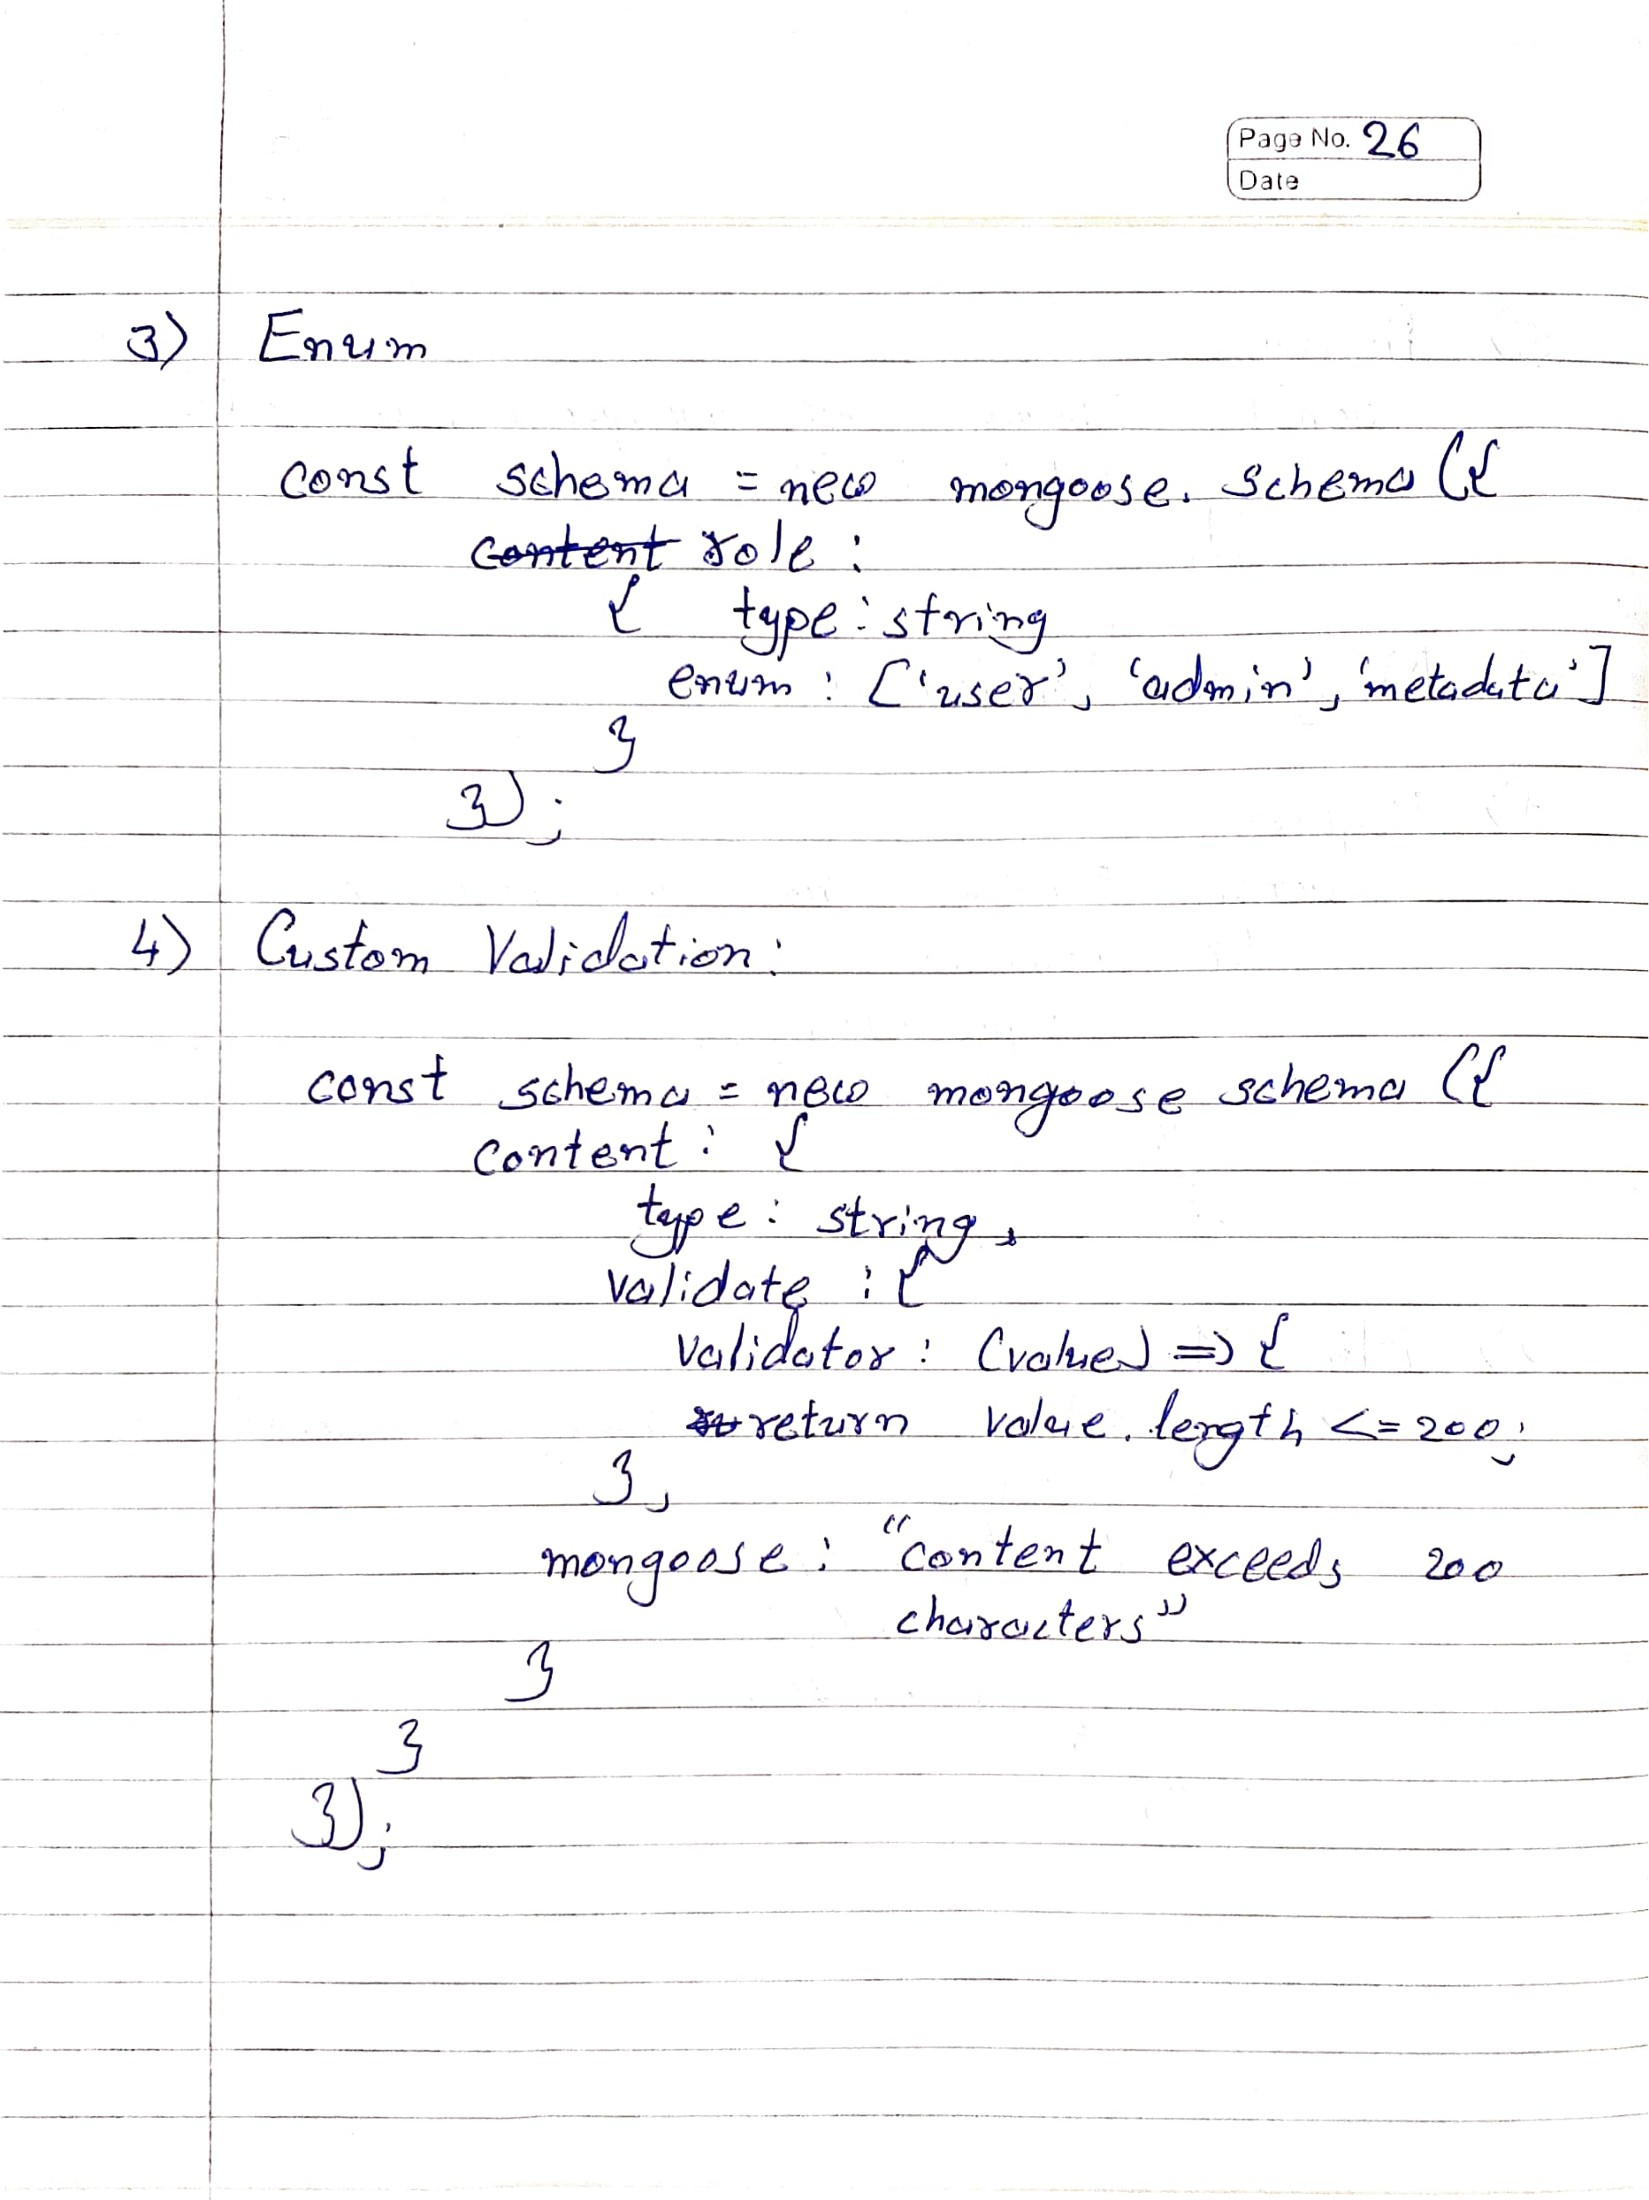 Page No. 26
Date
3) Enum
const schema = new mongoose. Schema ({
content role :
{ type : string
enum : ['user', 'admin', 'metadata']
}
});
4) Custom Validation :
const schema = new mongoose schema ({
content : {
type : string,
validate : {
validator : (value) => {
return value. length <= 200;
},
mongoose : "content exceeds 200
characters"
}
}
});